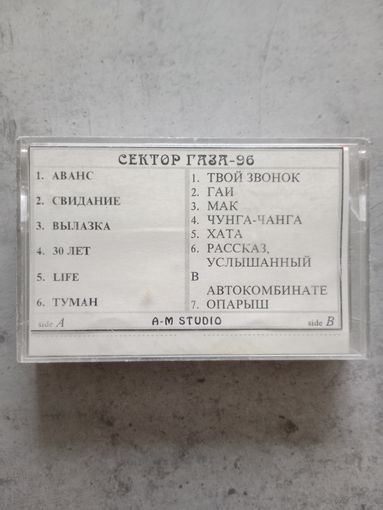 СЕКТОР ГАЗА-96
1. АВАНС
2. СВИДАНИЕ
3. ВЫЛАЗКА
4. 30 ЛЕТ
5. LIFE
6. ТУМАН
side A
1. ТВОЙ ЗВОНОК
2. ГАИ
3. МАК
4. ЧУНГА-ЧАНГА
5. ХАТА
6. РАССКАЗ,
УСЛЫШАННЫЙ
В
АВТОКОМБИНАТЕ
7. ОПАРЫШ
A-M STUDIO
side B